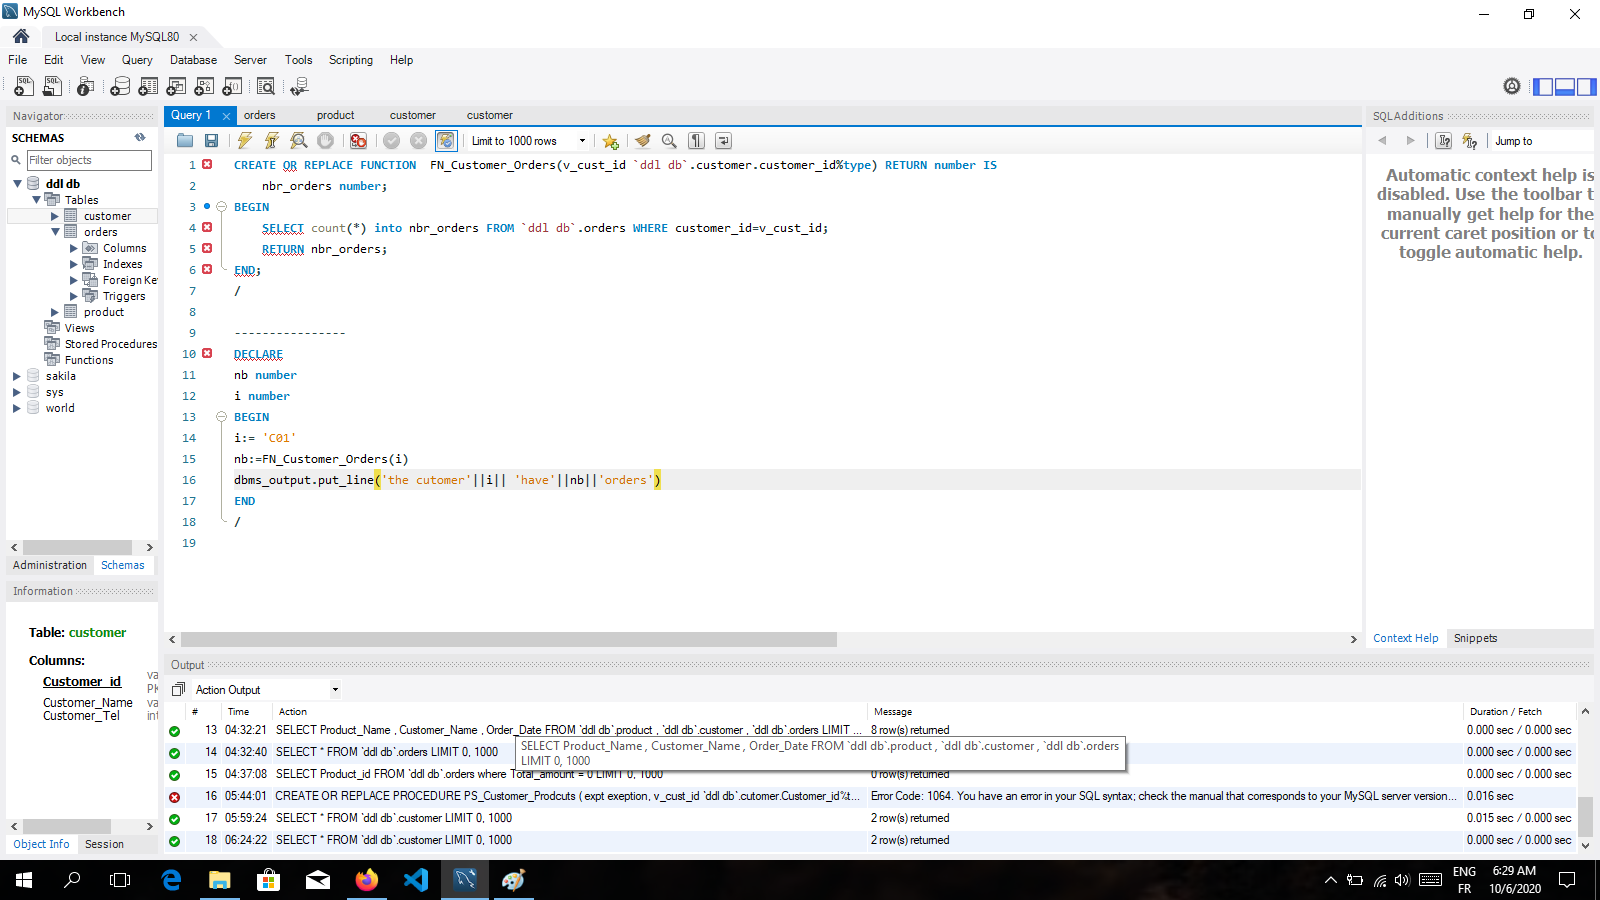 MySQL Workbench
Local instance MySQL80
File Edit View Query Database Server Tools Scripting Help
Navigator
SCHEMAS
Filter objects
ddl db
Tables
customer
orders
Columns
Indexes
Foreign Ke
Triggers
product
Views
Stored Procedures
Functions
sakila
sys
world
Administration Schemas
Information
Table: customer
Columns:
Customer_id va
PK
Customer_Name va
Customer_Tel int
Object Info Session
Query 1 orders product customer customer
Limit to 1000 rows
1 CREATE OR REPLACE FUNCTION  FN_Customer_Orders(v_cust_id `ddl db`.customer.customer_id%type) RETURN number IS
2 nbr_orders number;
3 BEGIN
4 SELECT count(*) into nbr_orders FROM `ddl db`.orders WHERE customer_id=v_cust_id;
5 RETURN nbr_orders;
6 END;
7 /
8
9 ----------------
10 DECLARE
11 nb number
12 i number
13 BEGIN
14 i:= 'C01'
15 nb:=FN_Customer_Orders(i)
16 dbms_output.put_line('the cutomer'||i|| 'have'||nb||'orders')
17 END
18 /
19
SQLAdditions
Jump to
Automatic context help is
disabled. Use the toolbar t
manually get help for the
current caret position or to
toggle automatic help.
Context Help Snippets
Output
Action Output
# Time Action Message Duration / Fetch
13 04:32:21 SELECT Product_Name , Customer_Name , Order_Date FROM `ddl db`.product , `ddl db`.customer , `ddl db`.orders LIMIT ... 8 row(s) returned 0.000 sec / 0.000 sec
14 04:32:40 SELECT * FROM `ddl db`.orders LIMIT 0, 1000 0.000 sec / 0.000 sec
SELECT Product_Name , Customer_Name , Order_Date FROM `ddl db`.product , `ddl db`.customer , `ddl db`.orders
LIMIT 0, 1000
15 04:37:08 SELECT Product_id FROM `ddl db`.orders where Total_amount = 0 LIMIT 0, 1000 0 row(s) returned 0.000 sec / 0.000 sec
16 05:44:01 CREATE OR REPLACE PROCEDURE PS_Customer_Prodcuts ( expt exeption, v_cust_id `ddl db`.cutomer.Customer_id%t... Error Code: 1064. You have an error in your SQL syntax; check the manual that corresponds to your MySQL server version... 0.016 sec
17 05:59:24 SELECT * FROM `ddl db`.customer LIMIT 0, 1000 2 row(s) returned 0.015 sec / 0.000 sec
18 06:24:22 SELECT * FROM `ddl db`.customer LIMIT 0, 1000 2 row(s) returned 0.000 sec / 0.000 sec
ENG
FR
6:29 AM
10/6/2020